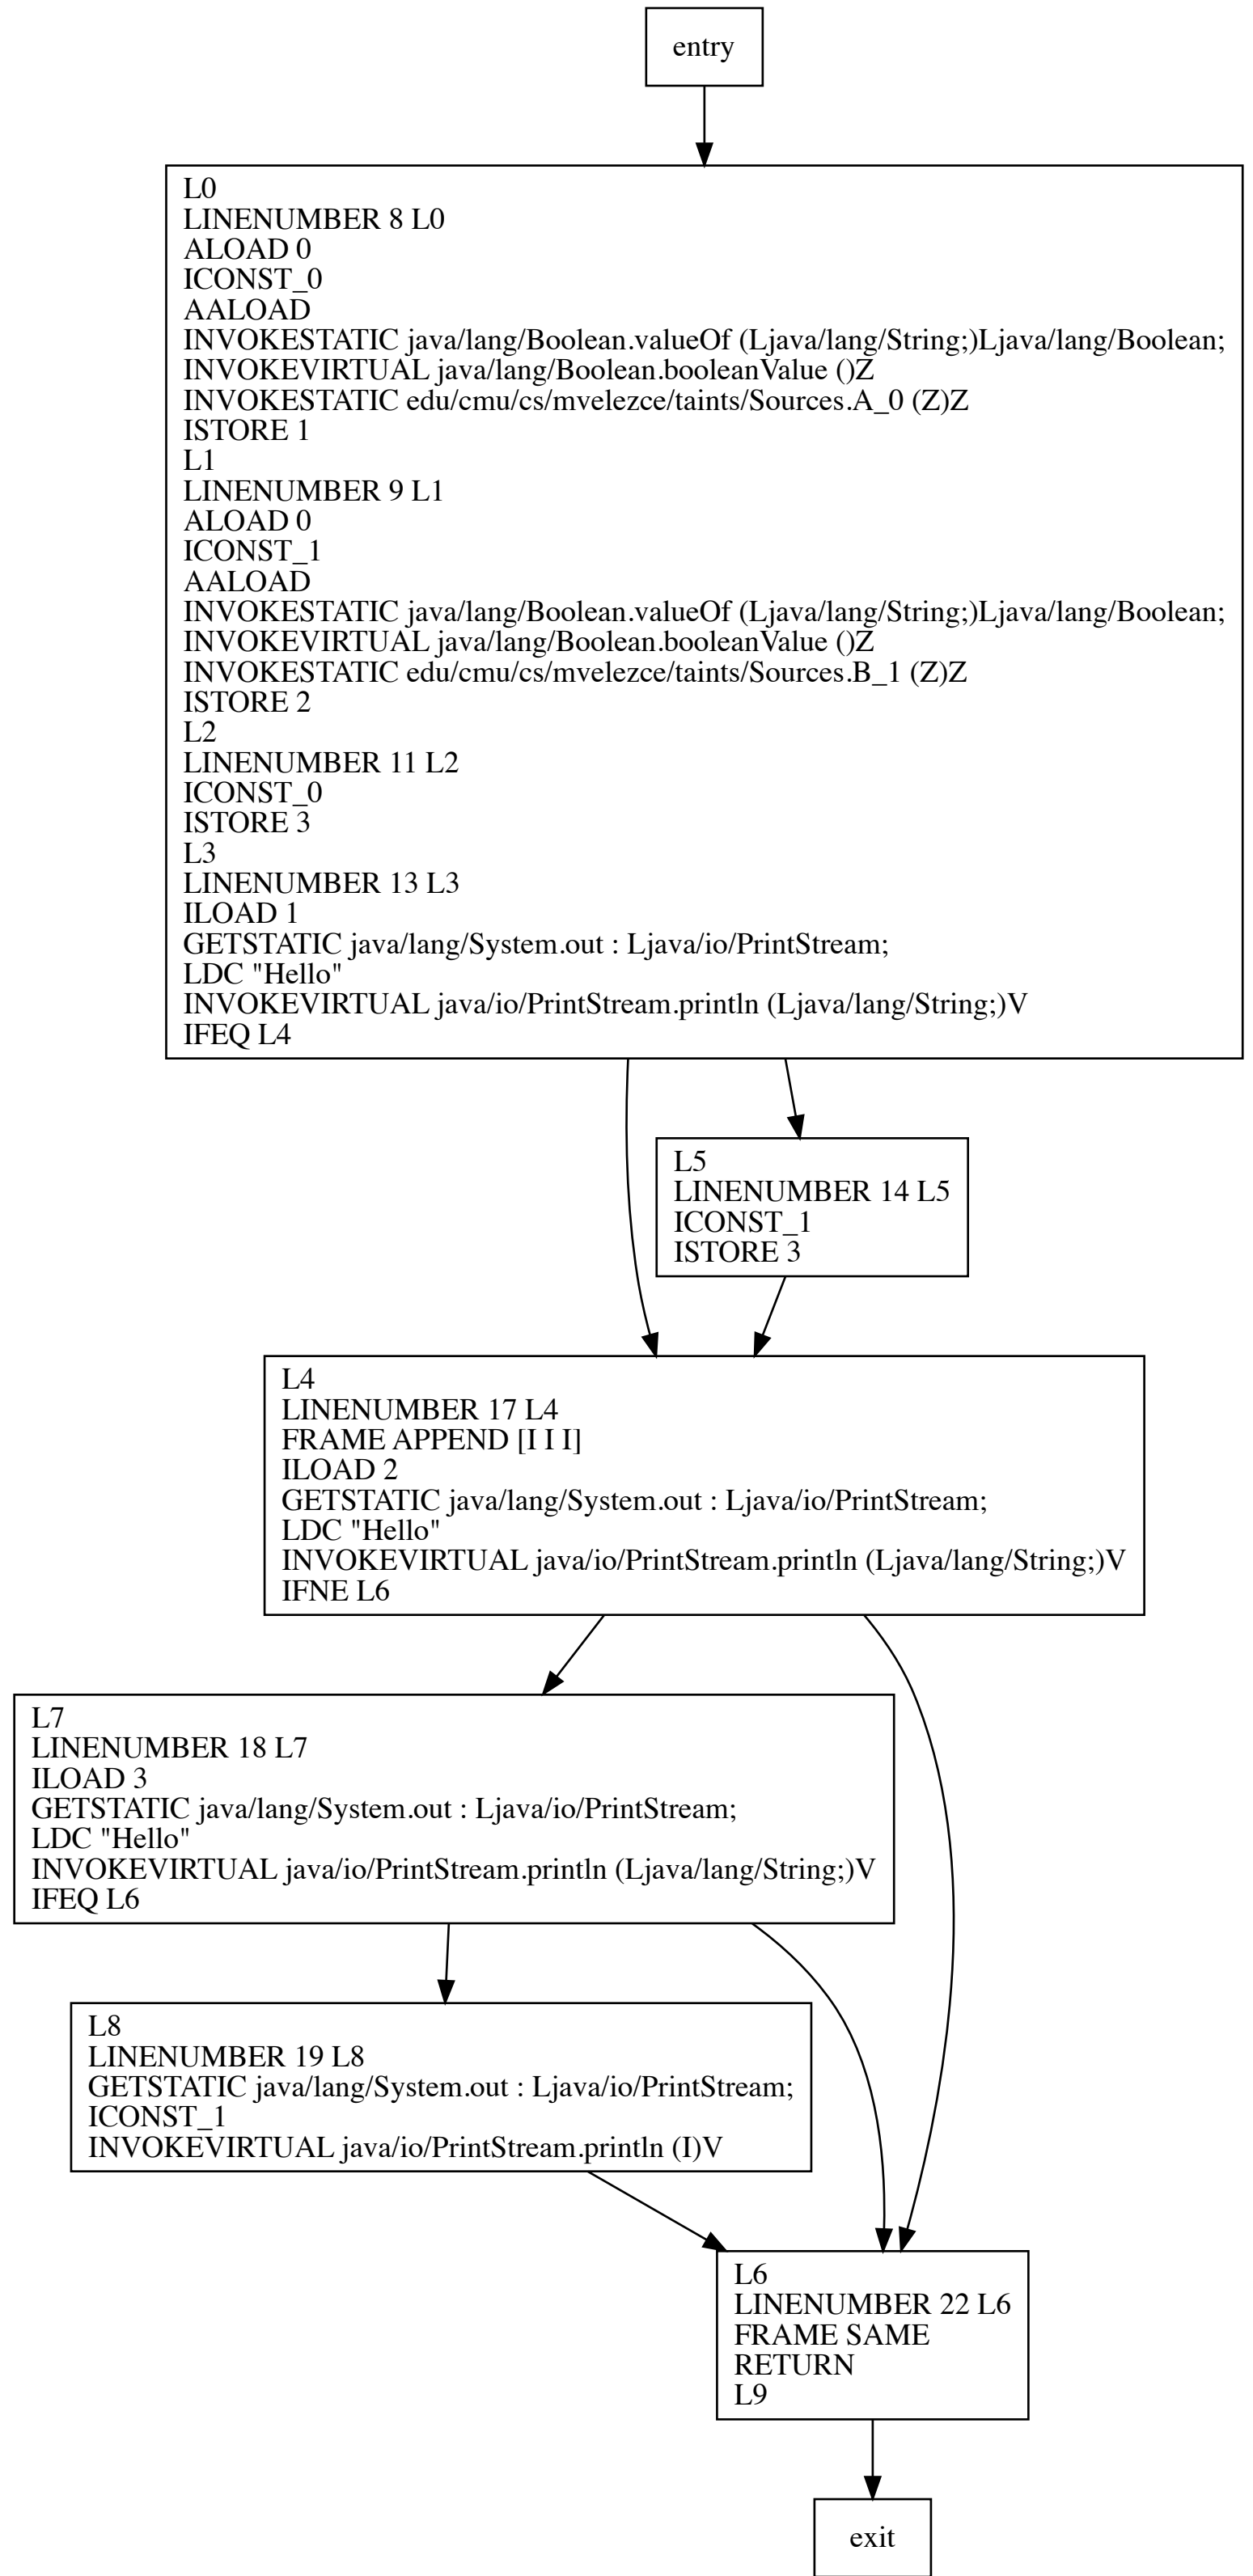 entry
L0
LINENUMBER 8 L0
ALOAD 0
ICONST_0
AALOAD
INVOKESTATIC java/lang/Boolean.valueOf (Ljava/lang/String;)Ljava/lang/Boolean;
INVOKEVIRTUAL java/lang/Boolean.booleanValue ()Z
INVOKESTATIC edu/cmu/cs/mvelezce/taints/Sources.A_0 (Z)Z
ISTORE 1
L1
LINENUMBER 9 L1
ALOAD 0
ICONST_1
AALOAD
INVOKESTATIC java/lang/Boolean.valueOf (Ljava/lang/String;)Ljava/lang/Boolean;
INVOKEVIRTUAL java/lang/Boolean.booleanValue ()Z
INVOKESTATIC edu/cmu/cs/mvelezce/taints/Sources.B_1 (Z)Z
ISTORE 2
L2
LINENUMBER 11 L2
ICONST_0
ISTORE 3
L3
LINENUMBER 13 L3
ILOAD 1
GETSTATIC java/lang/System.out : Ljava/io/PrintStream;
LDC "Hello"
INVOKEVIRTUAL java/io/PrintStream.println (Ljava/lang/String;)V
IFEQ L4
L5
LINENUMBER 14 L5
ICONST_1
ISTORE 3
L4
LINENUMBER 17 L4
FRAME APPEND [I I I]
ILOAD 2
GETSTATIC java/lang/System.out : Ljava/io/PrintStream;
LDC "Hello"
INVOKEVIRTUAL java/io/PrintStream.println (Ljava/lang/String;)V
IFNE L6
L7
LINENUMBER 18 L7
ILOAD 3
GETSTATIC java/lang/System.out : Ljava/io/PrintStream;
LDC "Hello"
INVOKEVIRTUAL java/io/PrintStream.println (Ljava/lang/String;)V
IFEQ L6
L8
LINENUMBER 19 L8
GETSTATIC java/lang/System.out : Ljava/io/PrintStream;
ICONST_1
INVOKEVIRTUAL java/io/PrintStream.println (I)V
L6
LINENUMBER 22 L6
FRAME SAME
RETURN
L9
exit